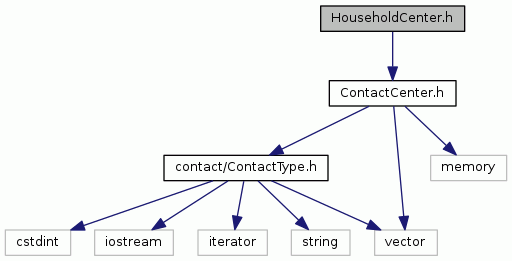 HouseholdCenter.h
ContactCenter.h
contact/ContactType.h
memory
cstdint
iostream
iterator
string
vector